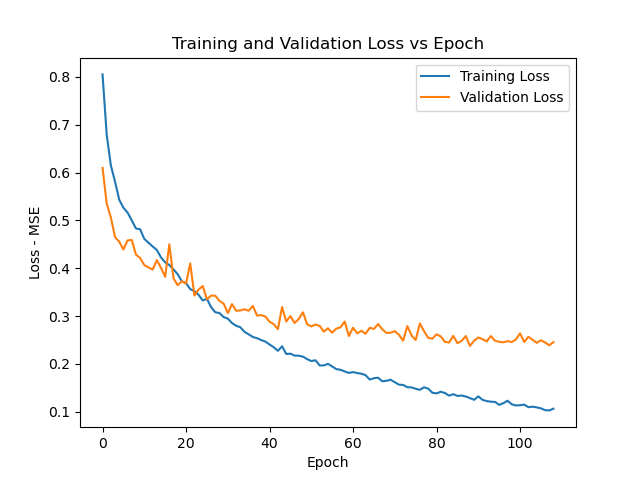 Training and Validation Loss vs Epoch
Training Loss
Validation Loss
Loss - MSE
0.8
0.7
0.6
0.5
0.4
0.3
0.2
0.1
0 20 40 60 80 100
Epoch